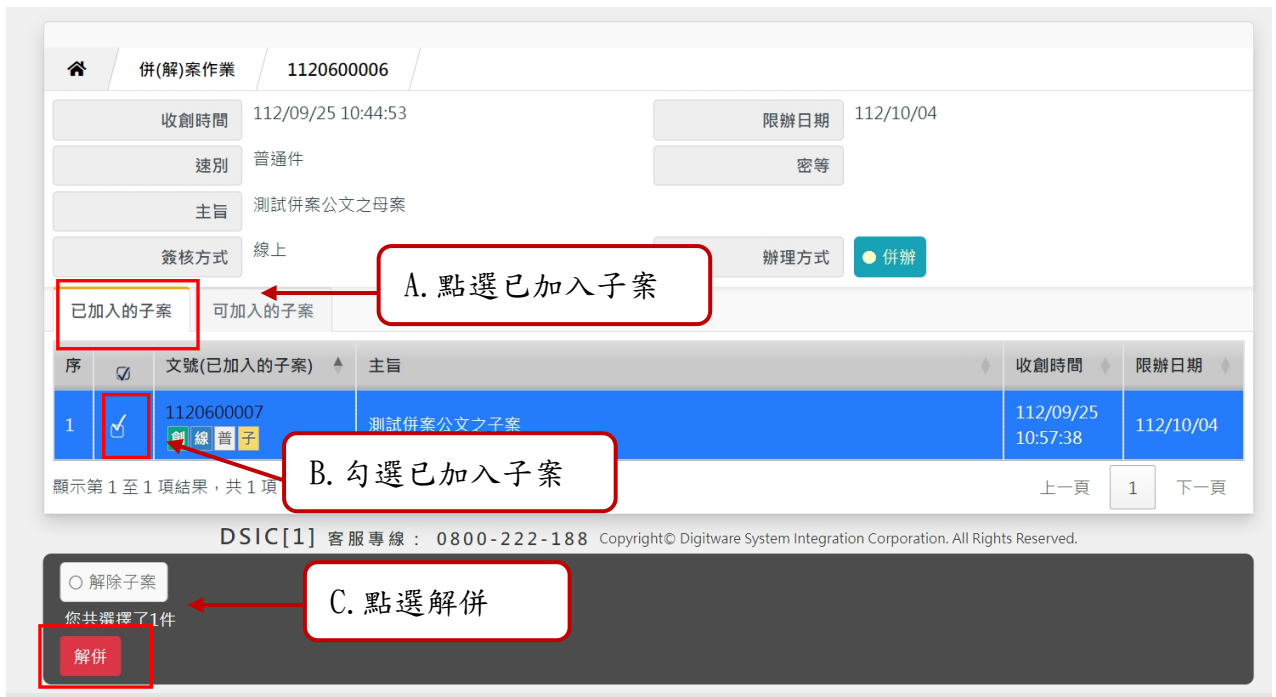 併(解)案作業 1120600006
收創時間 112/09/25 10:44:53 限辦日期 112/10/04
速別 普通件 密等
主旨 測試併案公文之母案
簽核方式 線上 辦理方式 併辦
A.點選已加入子案
已加入的子案 可加入的子案
序 文號(已加入的子案) 主旨 收創時間 限辦日期
1 1120600007 測試併案公文之子案 112/09/25 10:57:38 112/10/04
創 線 普 子
B.勾選已加入子案
顯示第 1 至 1 項結果，共 1 項 上一頁 1 下一頁
DSIC[1] 客服專線： 0800-222-188 Copyright© Digitware System Integration Corporation. All Rights Reserved.
解除子案
C.點選解併
您共選擇了1件
解併